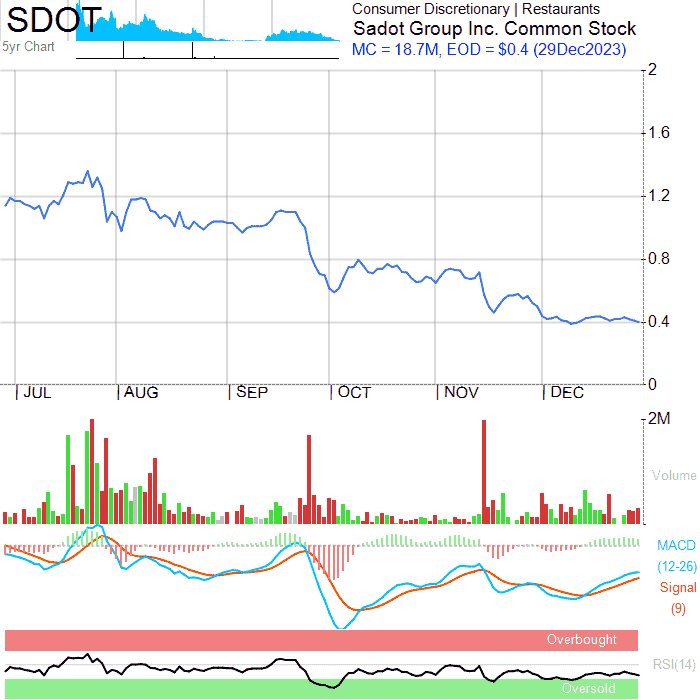 SDOT
5yr Chart
Consumer Discretionary | Restaurants
Sadot Group Inc. Common Stock
MC = 18.7M, EOD = $0.4 (29Dec2023)
2
1.6
1.2
0.8
0.4
0
JUL AUG SEP OCT NOV DEC
2M
Volume
MACD
(12-26)
Signal
(9)
Overbought
RSI(14)
Oversold